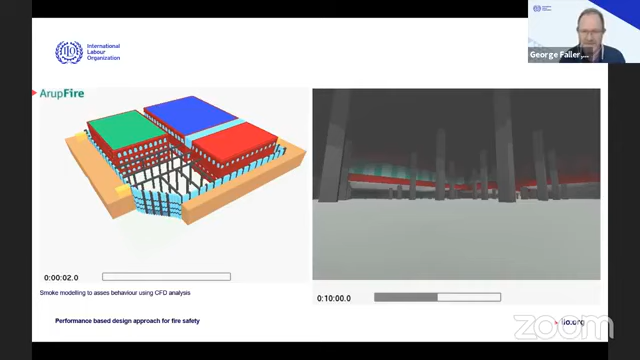 International
Labour
Organization
George Faller, ...
ArupFire
0:00:02.0
0:10:00.0
Smoke modelling to asses behaviour using CFD analysis
Performance based design approach for fire safety
ilo.org
zoom